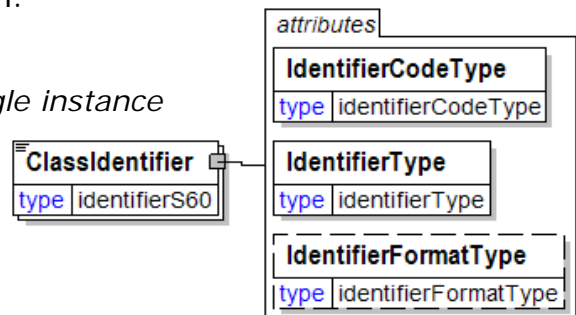 attributes
IdentifierCodeType
type identifierCodeType
gle instance
ClassIdentifier
type identifierS60
IdentifierType
type identifierType
IdentifierFormatType
type identifierFormatType